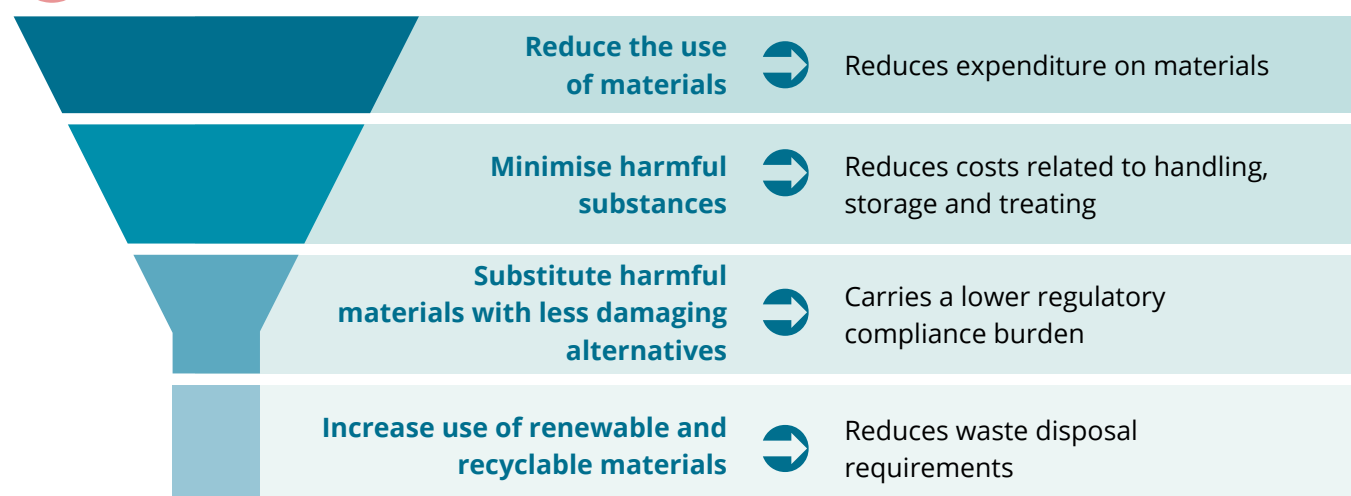 Reduce the use
of materials
Reduces expenditure on materials
Minimise harmful
substances
Reduces costs related to handling,
storage and treating
Substitute harmful
materials with less damaging
alternatives
Carries a lower regulatory
compliance burden
Increase use of renewable and
recyclable materials
Reduces waste disposal
requirements